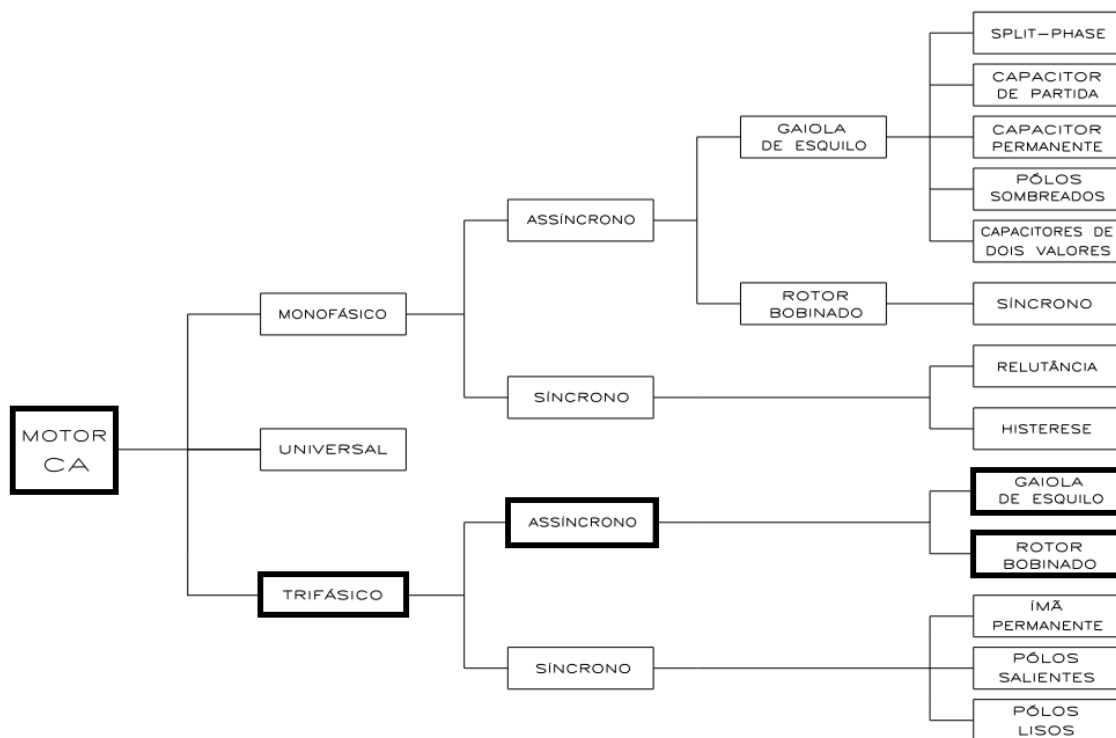 SPLIT-PHASE
CAPACITOR
DE PARTIDA
GAIOLA
DE ESQUILO
CAPACITOR
PERMANENTE
PÓLOS
SOMBREADOS
ASSÍNCRONO
CAPACITORES DE
DOIS VALORES
ROTOR
BOBINADO
SÍNCRONO
MONOFÁSICO
RELUTÂNCIA
SÍNCRONO
HISTERESE
MOTOR
CA
UNIVERSAL
GAIOLA
DE ESQUILO
ASSÍNCRONO
ROTOR
BOBINADO
TRIFÁSICO
ÍMÃ
PERMANENTE
SÍNCRONO
PÓLOS
SALIENTES
PÓLOS
LISOS